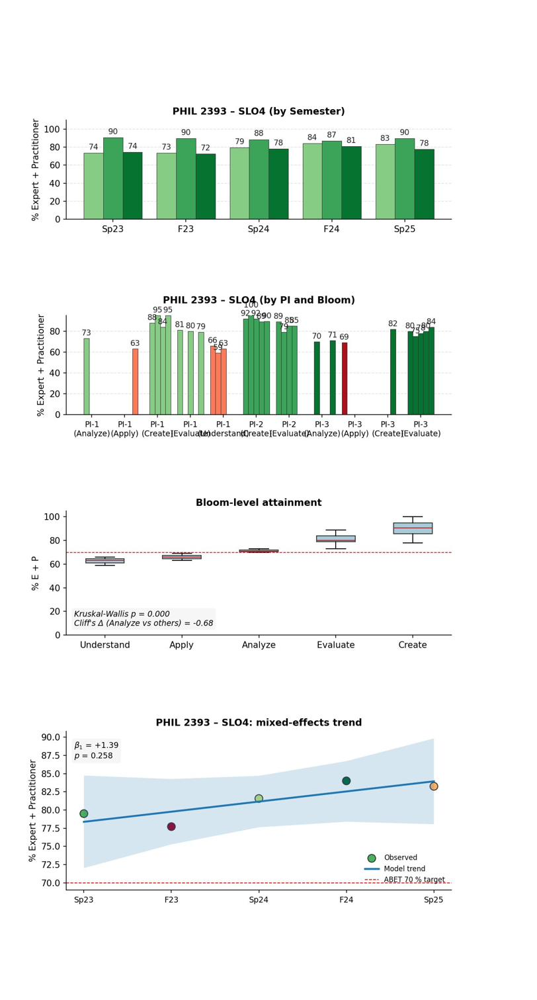 PHIL 2393 – SLO4 (by Semester)
% Expert + Practitioner
100
80
60
40
20
0
74 90 74 73 90 72 79 88 78 84 87 81 83 90 78
Sp23 F23 Sp24 F24 Sp25
PHIL 2393 – SLO4 (by PI and Bloom)
% Expert + Practitioner
80
60
40
20
0
73 63 88 95 84 95 81 80 79 66 59 63 92 100 92 89 90 89 79 85 85 70 71 69 82 80 75 78 80 84
PI-1 PI-1 PI-1 PI-1 PI-1 PI-2 PI-2 PI-3 PI-3 PI-3 PI-3
(Analyze) (Apply) (Create) (Evaluate) (Understand) (Create) (Evaluate) (Analyze) (Apply) (Create) (Evaluate)
Bloom-level attainment
% E + P
100
80
60
40
20
0
Kruskal-Wallis p = 0.000
Cliff's Δ (Analyze vs others) = -0.68
Understand Apply Analyze Evaluate Create
PHIL 2393 – SLO4: mixed-effects trend
% Expert + Practitioner
90.0
87.5
85.0
82.5
80.0
77.5
75.0
72.5
70.0
β₁ = +1.39
p = 0.258
Observed
Model trend
ABET 70 % target
Sp23 F23 Sp24 F24 Sp25